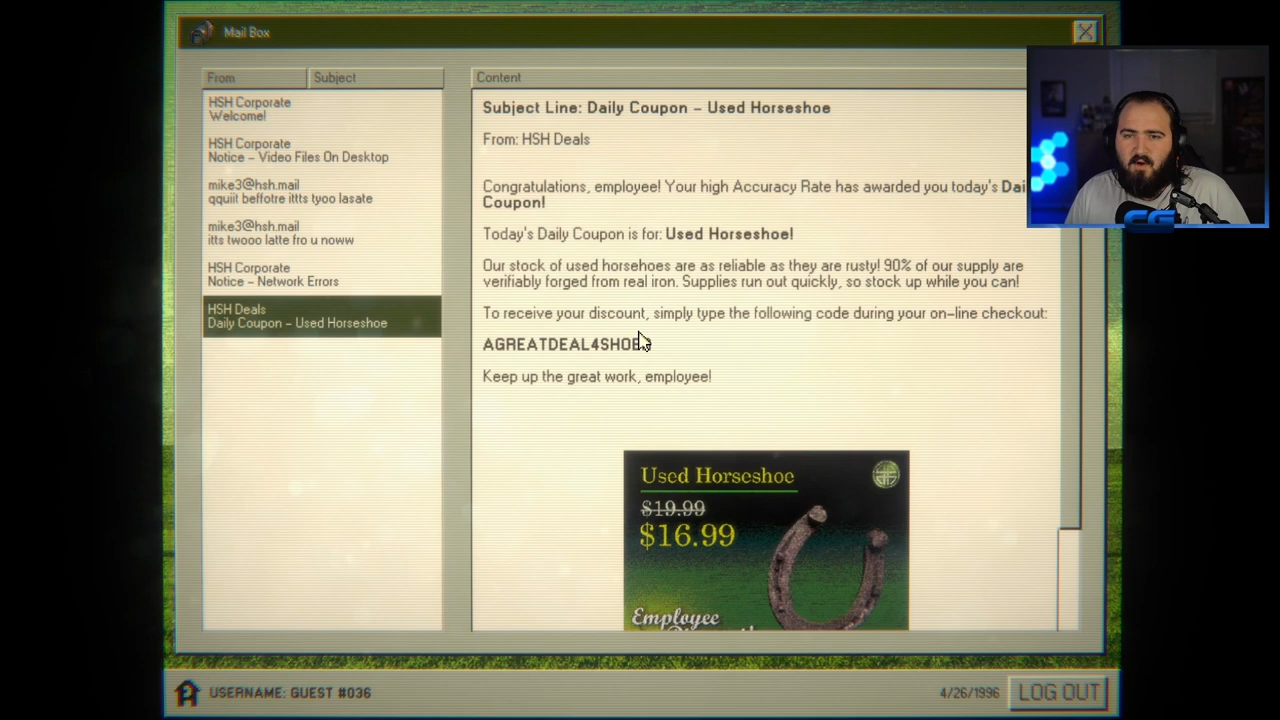 Mail Box
From Subject
HSH Corporate
Welcome!
HSH Corporate
Notice - Video Files On Desktop
mike3@hsh.mail
qquiit beffotre ittts tyoo lasate
mike3@hsh.mail
itts twooo latte fro u noww
HSH Corporate
Notice - Network Errors
HSH Deals
Daily Coupon - Used Horseshoe
Content
Subject Line: Daily Coupon - Used Horseshoe
From: HSH Deals
Congratulations, employee! Your high Accuracy Rate has awarded you today's
Coupon!
Today's Daily Coupon is for: Used Horseshoe!
Our stock of used horsehoes are as reliable as they are rusty! 90% of our supply are
verifiably forged from real iron. Supplies run out quickly, so stock up while you can!
To receive your discount, simply type the following code during your on-line checkout:
Keep up the great work, employee!
Used Horseshoe
$19.99
$16.99
Employee
CG
USERNAME: GUEST #036
4/26/1996
LOG OUT